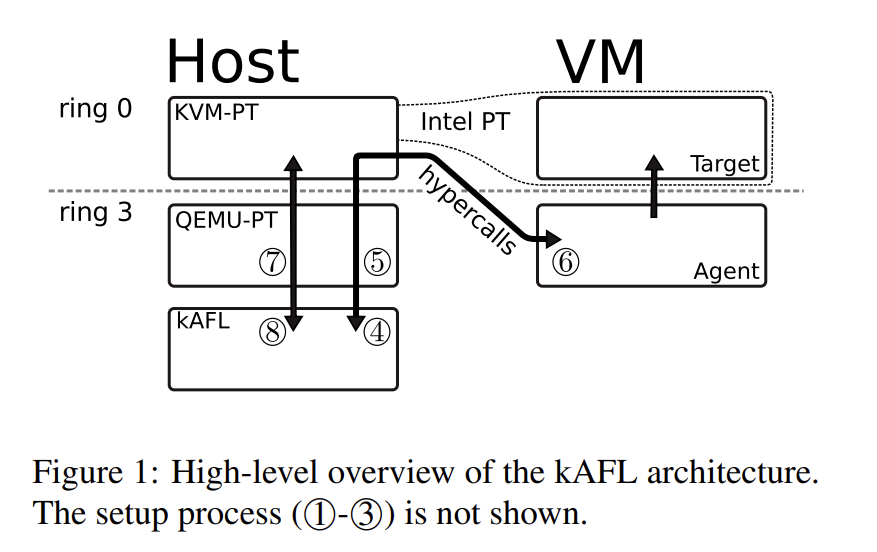 Host
VM
ring 0
KVM-PT
Intel PT
Target
hypercalls
ring 3
QEMU-PT
⑦
⑤
⑥
Agent
kAFL
⑧
④
Figure 1: High-level overview of the kAFL architecture.
The setup process (①-③) is not shown.